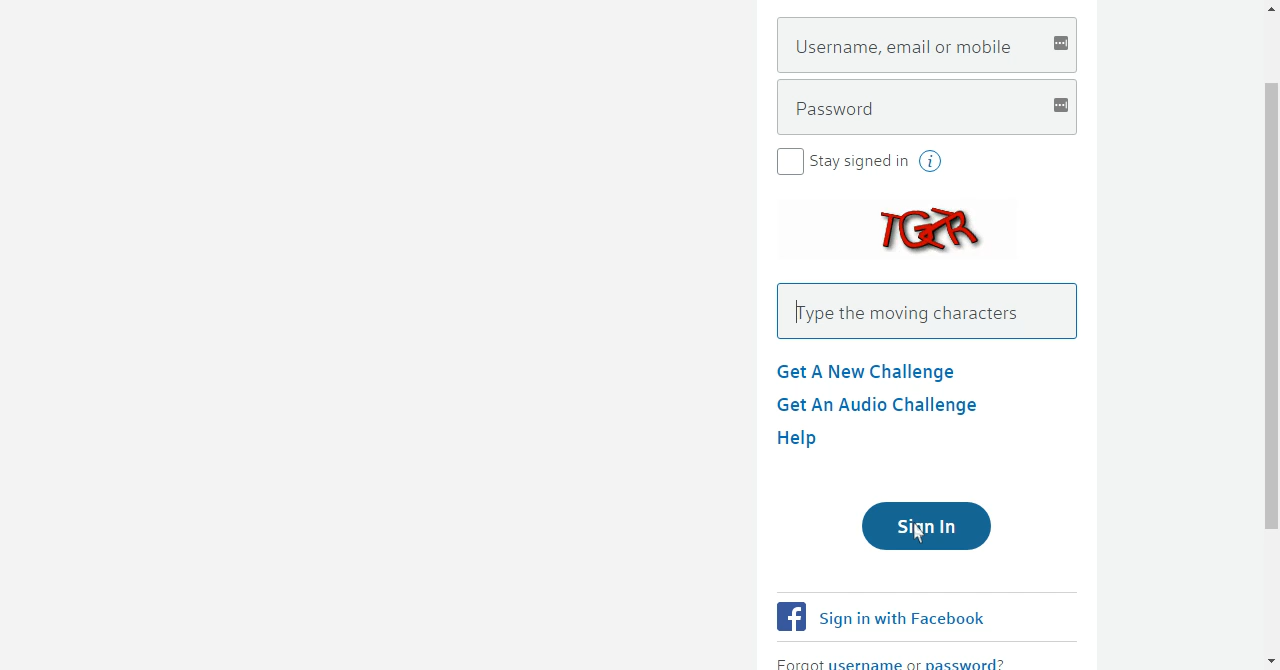 Username, email or mobile
Password
Stay signed in
Type the moving characters
Get A New Challenge
Get An Audio Challenge
Help
Sign In
Sign in with Facebook
Forgot username or password?